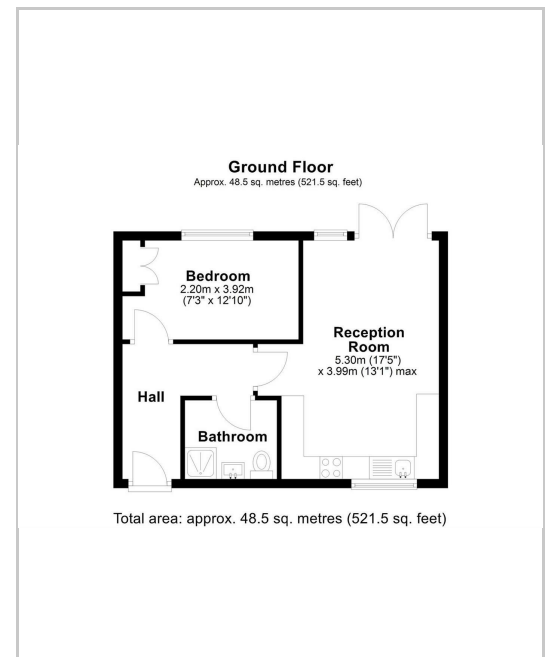 Ground Floor
Approx. 48.5 sq. metres (521.5 sq. feet)
Bedroom
2.20m x 3.92m
(7'3" x 12'10")
Reception
Room
5.30m (17'5")
x 3.99m (13'1") max
Hall
Bathroom
Total area: approx. 48.5 sq. metres (521.5 sq. feet)